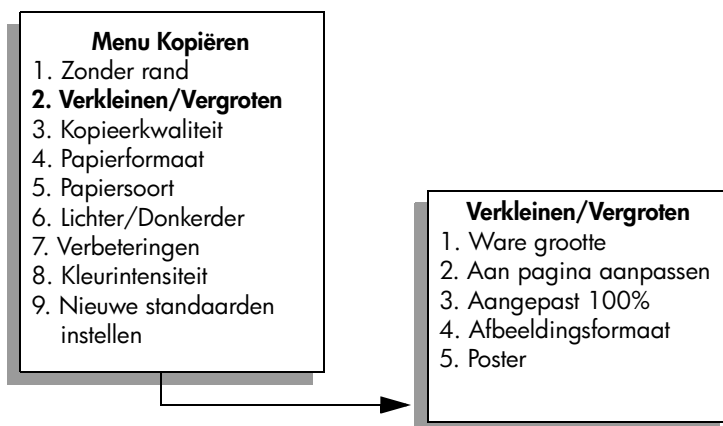 Menu Kopiëren
1. Zonder rand
2. Verkleinen/Vergroten
3. Kopieerkwaliteit
4. Papierformaat
5. Papiersoort
6. Lichter/Donkerder
7. Verbeteringen
8. Kleurintensiteit
9. Nieuwe standaarden
instellen
Verkleinen/Vergroten
1. Ware grootte
2. Aan pagina aanpassen
3. Aangepast 100%
4. Afbeeldingsformaat
5. Poster